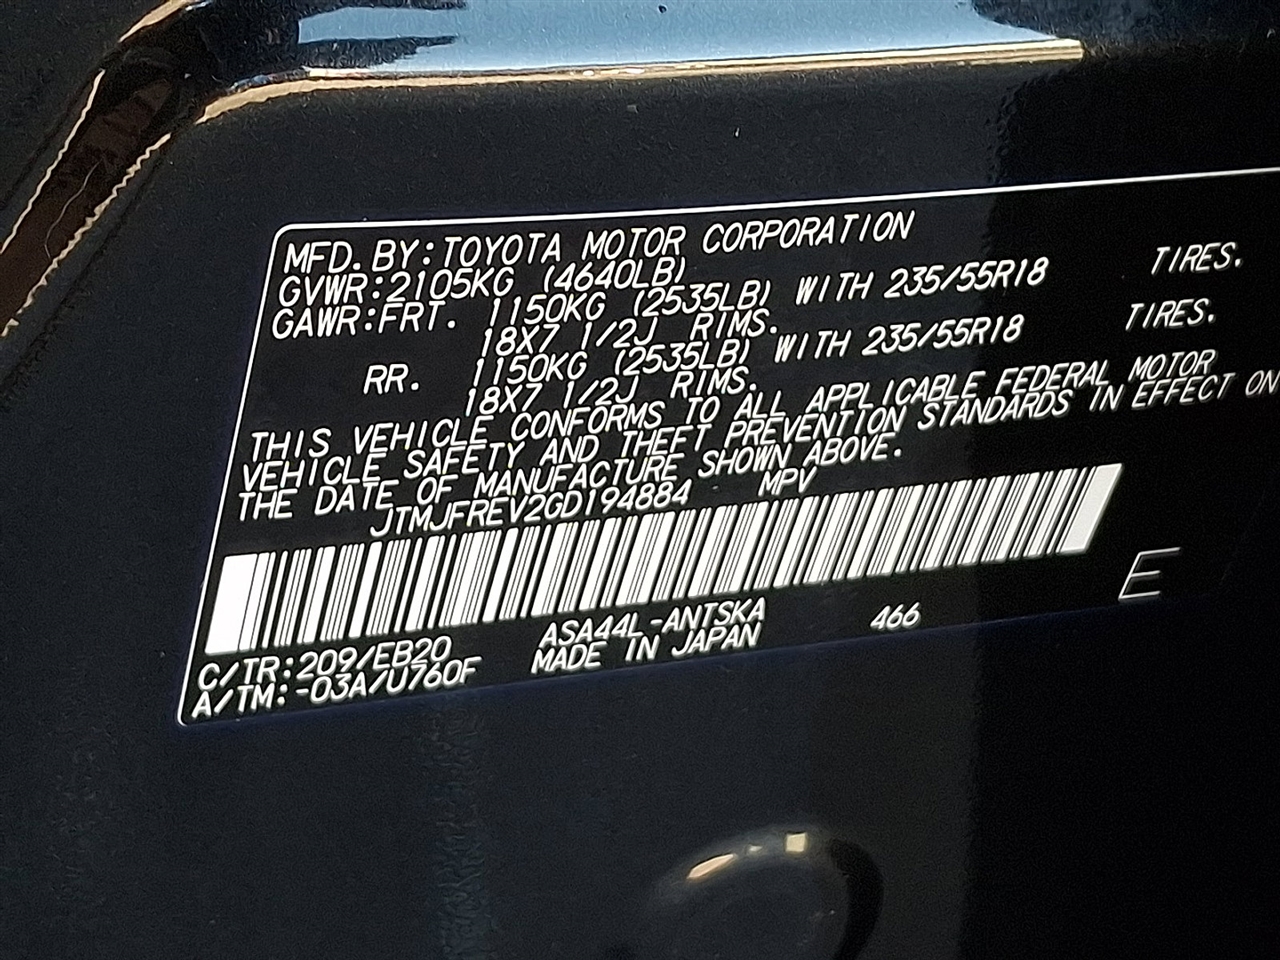 MFD. BY: TOYOTA MOTOR CORPORATION
GVWR: 2105KG (4640LB)
GAWR: FRT. 1150KG (2535LB) WITH 235/55R18 TIRES.
18X7 1/2J RIMS.
RR. 1150KG (2535LB) WITH 235/55R18 TIRES.
18X7 1/2J RIMS.
THIS VEHICLE CONFORMS TO ALL APPLICABLE FEDERAL MOTOR
VEHICLE SAFETY AND THEFT PREVENTION STANDARDS IN EFFECT ON
THE DATE OF MANUFACTURE SHOWN ABOVE.
JTMJFREV2GD194884 MPV
C/TR: 209/EB20 ASA44L-ANTSKA 466 E
A/TM: -03A/U760F MADE IN JAPAN